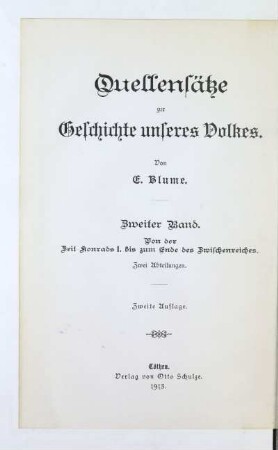 Quellensätze
zur
Geschichte unseres Volkes.
Von
E. Blume.
Zweiter Band.
Von der
Zeit Konrads I. bis zum Ende des Zwischenreiches.
Zwei Abteilungen.
Zweite Auflage.
Cöthen.
Verlag von Otto Schulze.
1913.